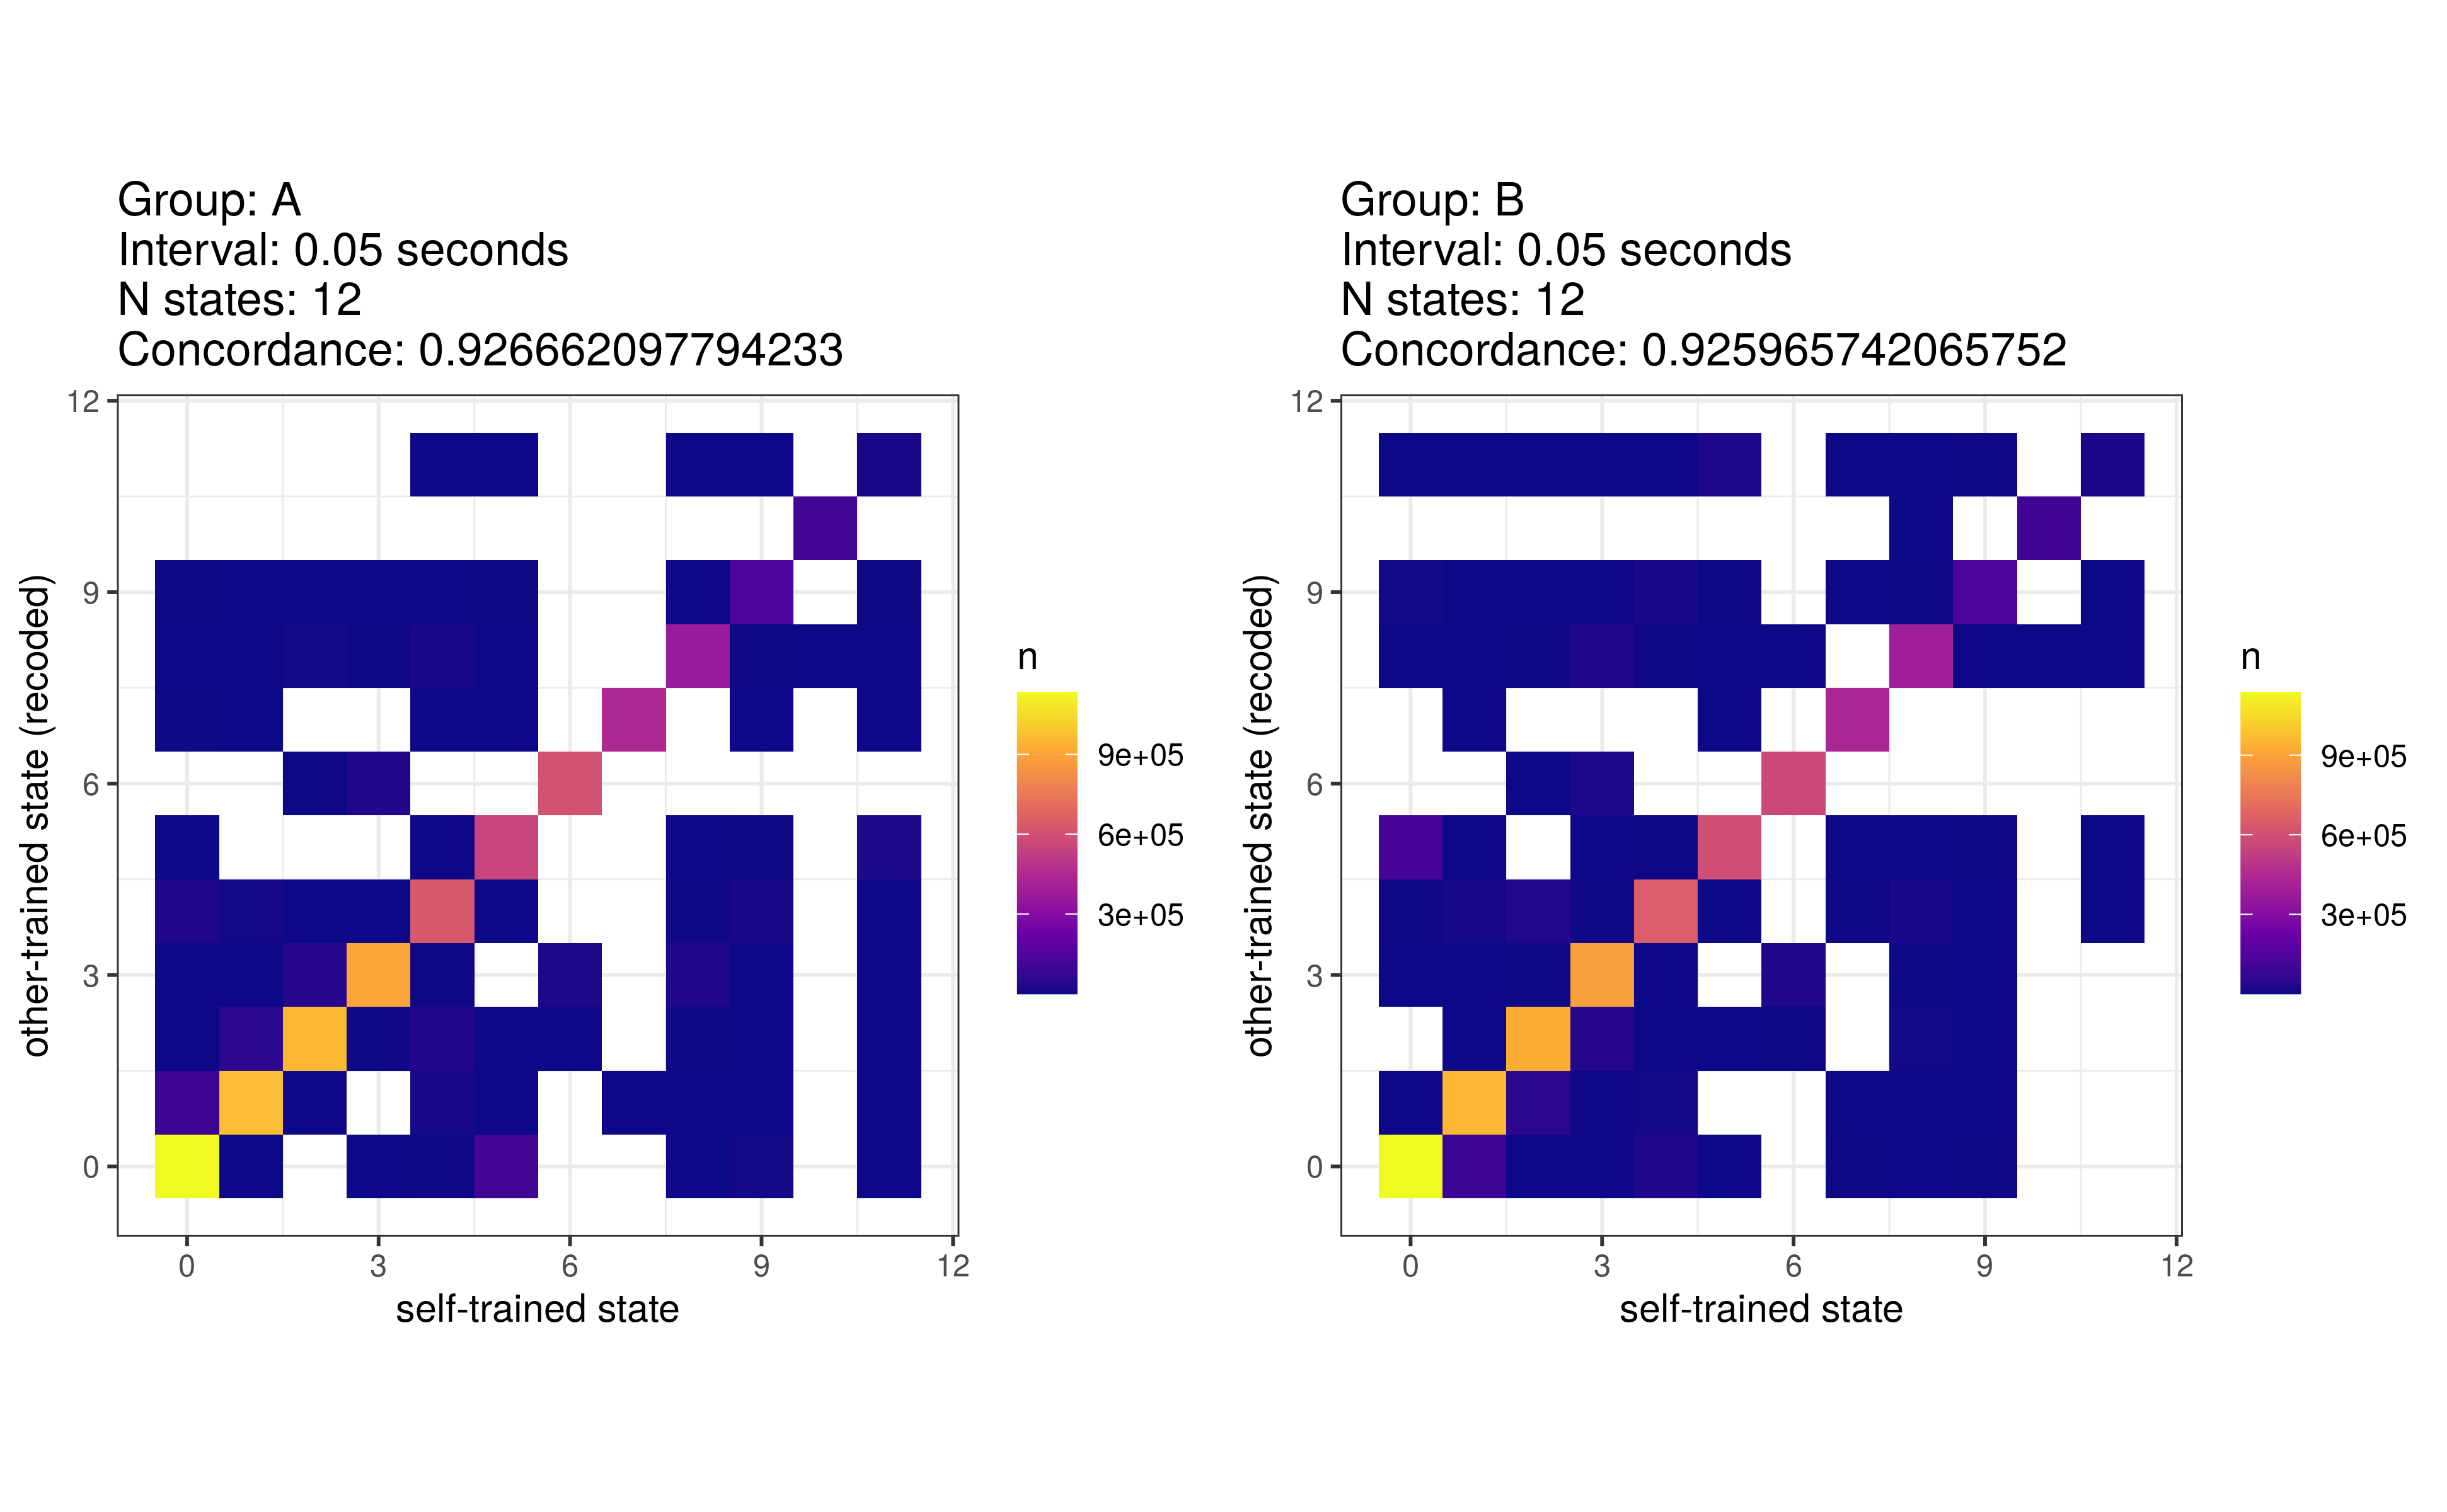 Group: A
Interval: 0.05 seconds
N states: 12
Concordance: 0.926662097794233
12
9
6
3
0
other-trained state (recoded)
0 3 6 9 12
self-trained state
n
9e+05
6e+05
3e+05
Group: B
Interval: 0.05 seconds
N states: 12
Concordance: 0.925965742065752
12
9
6
3
0
other-trained state (recoded)
0 3 6 9 12
self-trained state
n
9e+05
6e+05
3e+05